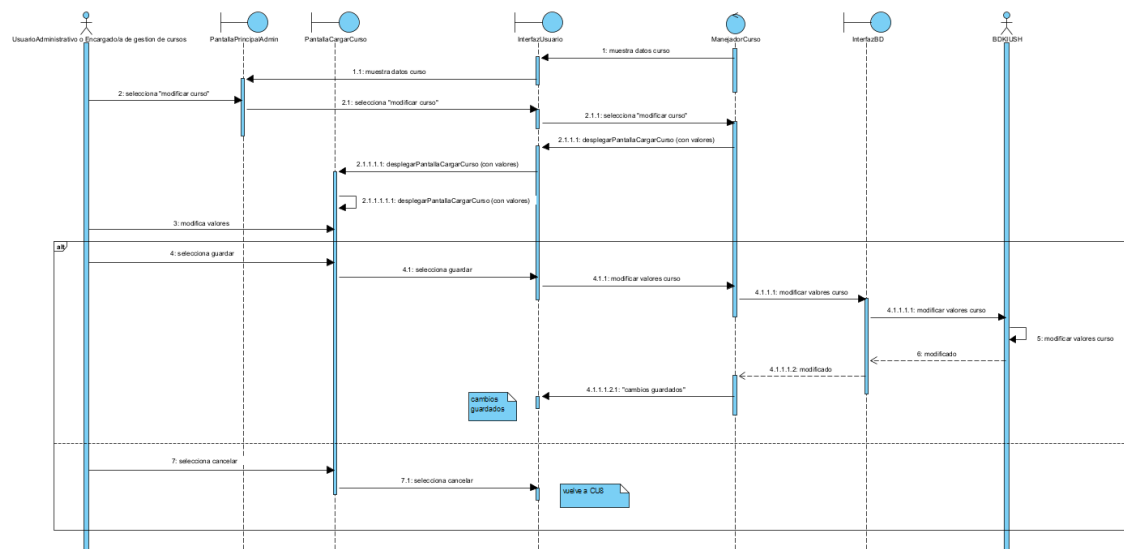 UsuarioAdministrativo o Encargado/a de gestion de cursos
PantallaPrincipalAdmin
PantallaCargarCurso
InterfazUsuario
ManejadorCurso
InterfazBD
BDKIUSH
1: muestra datos curso
1.1: muestra datos curso
2: selecciona "modificar curso"
2.1: selecciona "modificar curso"
2.1.1: selecciona "modificar curso"
2.1.1.1: desplegarPantallaCargarCurso (con valores)
2.1.1.1.1: desplegarPantallaCargarCurso (con valores)
2.1.1.1.1.1: desplegarPantallaCargarCurso (con valores)
3: modifica valores
alt
4: selecciona guardar
4.1: selecciona guardar
4.1.1: modificar valores curso
4.1.1.1: modificar valores curso
4.1.1.1.1: modificar valores curso
5: modificar valores curso
6: modificado
4.1.1.1.2: modificado
4.1.1.1.2.1: "cambios guardados"
cambios
guardados
7: selecciona cancelar
7.1: selecciona cancelar
vuelve a CU8